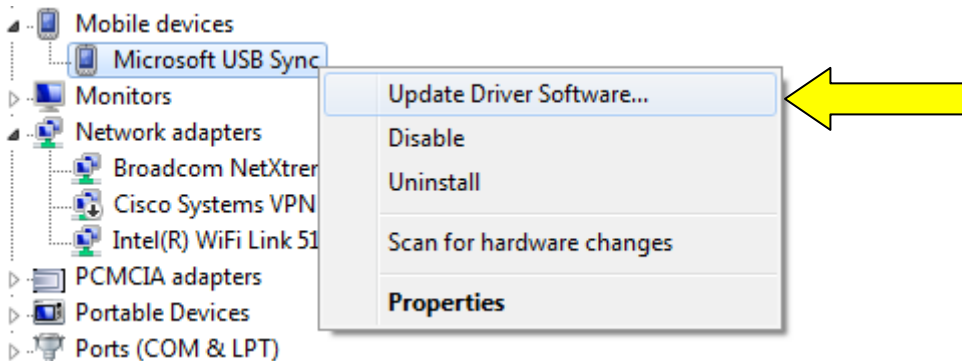 Mobile devices
Microsoft USB Sync
Monitors
Network adapters
Broadcom NetXtrer
Cisco Systems VPN
Intel(R) WiFi Link 51
PCMCIA adapters
Portable Devices
Ports (COM & LPT)
Update Driver Software...
Disable
Uninstall
Scan for hardware changes
Properties